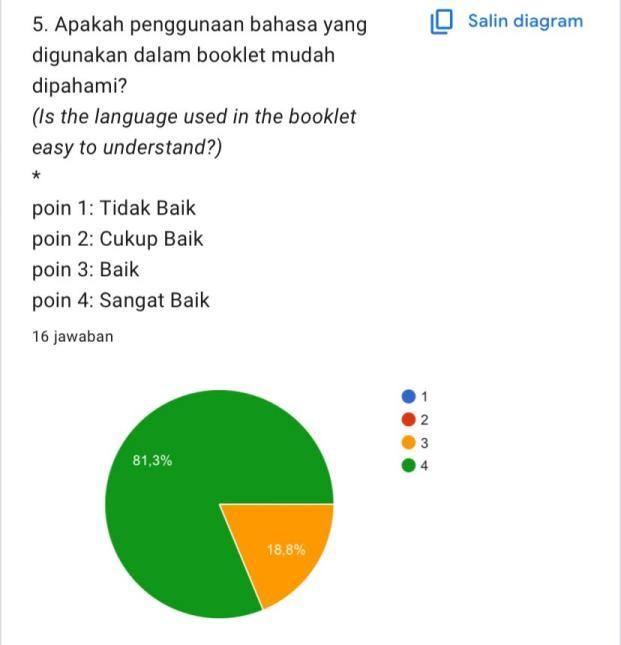 5. Apakah penggunaan bahasa yang
digunakan dalam booklet mudah
dipahami?
(Is the language used in the booklet
easy to understand?)
*
poin 1: Tidak Baik
poin 2: Cukup Baik
poin 3: Baik
poin 4: Sangat Baik
16 jawaban
Salin diagram
81,3%
18,8%
1
2
3
4